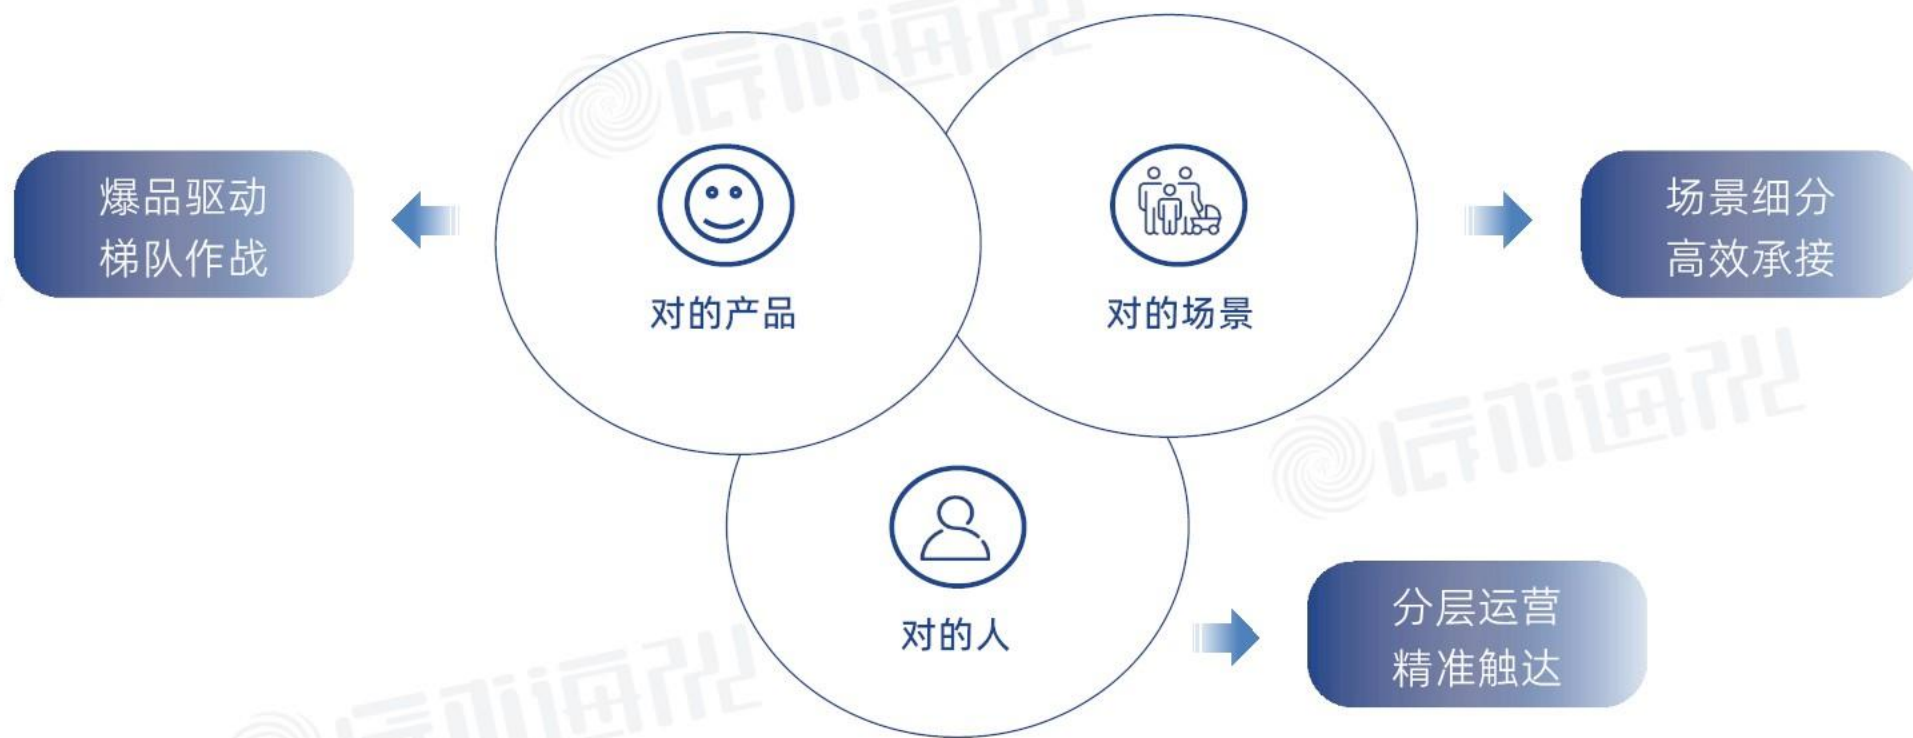 爆品驱动
梯队作战
对的产品
对的场景
场景细分
高效承接
对的人
分层运营
精准触达